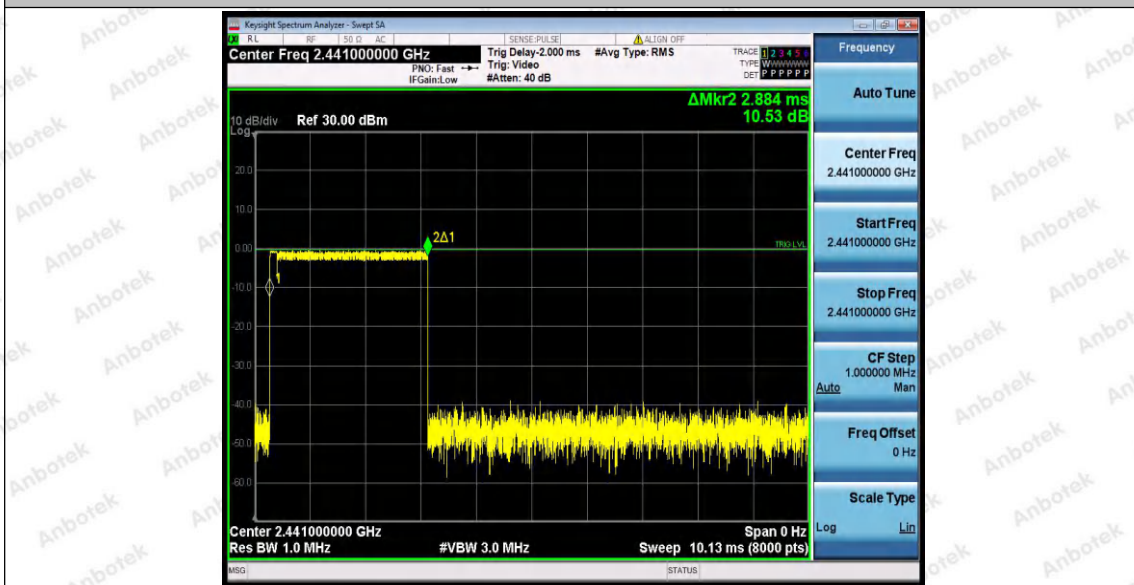 Keysight Spectrum Analyzer - Swept SA
RL RF 50 Ω AC SENSE:PULSE ALIGN OFF
Center Freq 2.441000000 GHz
PNO: Fast
IFGain:Low
Trig Delay-2.000 ms
Trig: Video
#Atten: 40 dB
#Avg Type: RMS
TRACE 1 2 3 4 5 6
TYPE WWWWWW
DET P P P P P P
ΔMkr2 2.884 ms
10.53 dB
10 dB/div Ref 30.00 dBm
Log
20.0
10.0
0.00
-10.0
-20.0
-30.0
-40.0
-50.0
-60.0
2Δ1
1
TRIG LVL
Center 2.441000000 GHz
Span 0 Hz
Res BW 1.0 MHz
#VBW 3.0 MHz
Sweep 10.13 ms (8000 pts)
MSG
STATUS
Frequency
Auto Tune
Center Freq
2.441000000 GHz
Start Freq
2.441000000 GHz
Stop Freq
2.441000000 GHz
CF Step
1.000000 MHz
Auto Man
Freq Offset
0 Hz
Scale Type
Log Lin
Anbotek